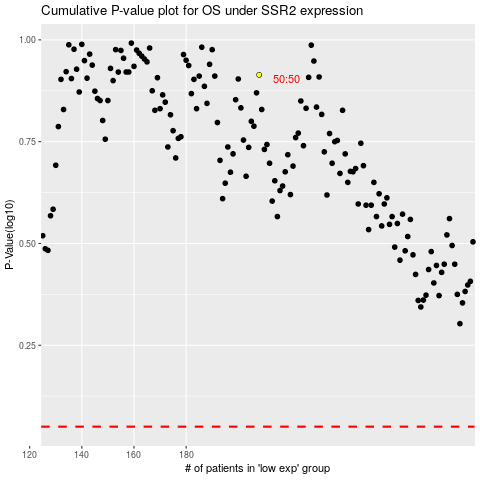 Cumulative P-value plot for OS under SSR2 expression
1.00
50:50
0.75
P-Value(log10)
0.50
0.25
120 140 160 180
# of patients in 'low exp' group